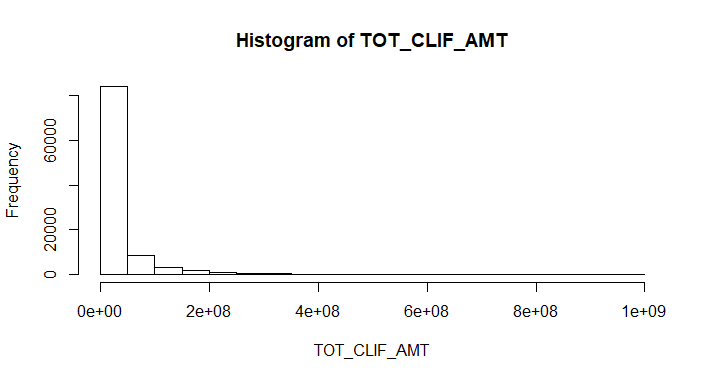 Histogram of TOT_CLIF_AMT
Frequency
60000
20000
0
0e+00 2e+08 4e+08 6e+08 8e+08 1e+09
TOT_CLIF_AMT